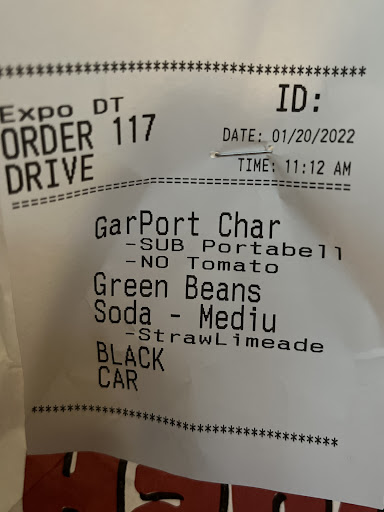 ****************************************
Expo DT
ID:
ORDER 117
DATE: 01/20/2022
DRIVE
TIME: 11:12 AM
========================================
GarPort Char
-SUB Portabell
-NO Tomato
Green Beans
Soda - Mediu
-StrawLimeade
BLACK
CAR
****************************************